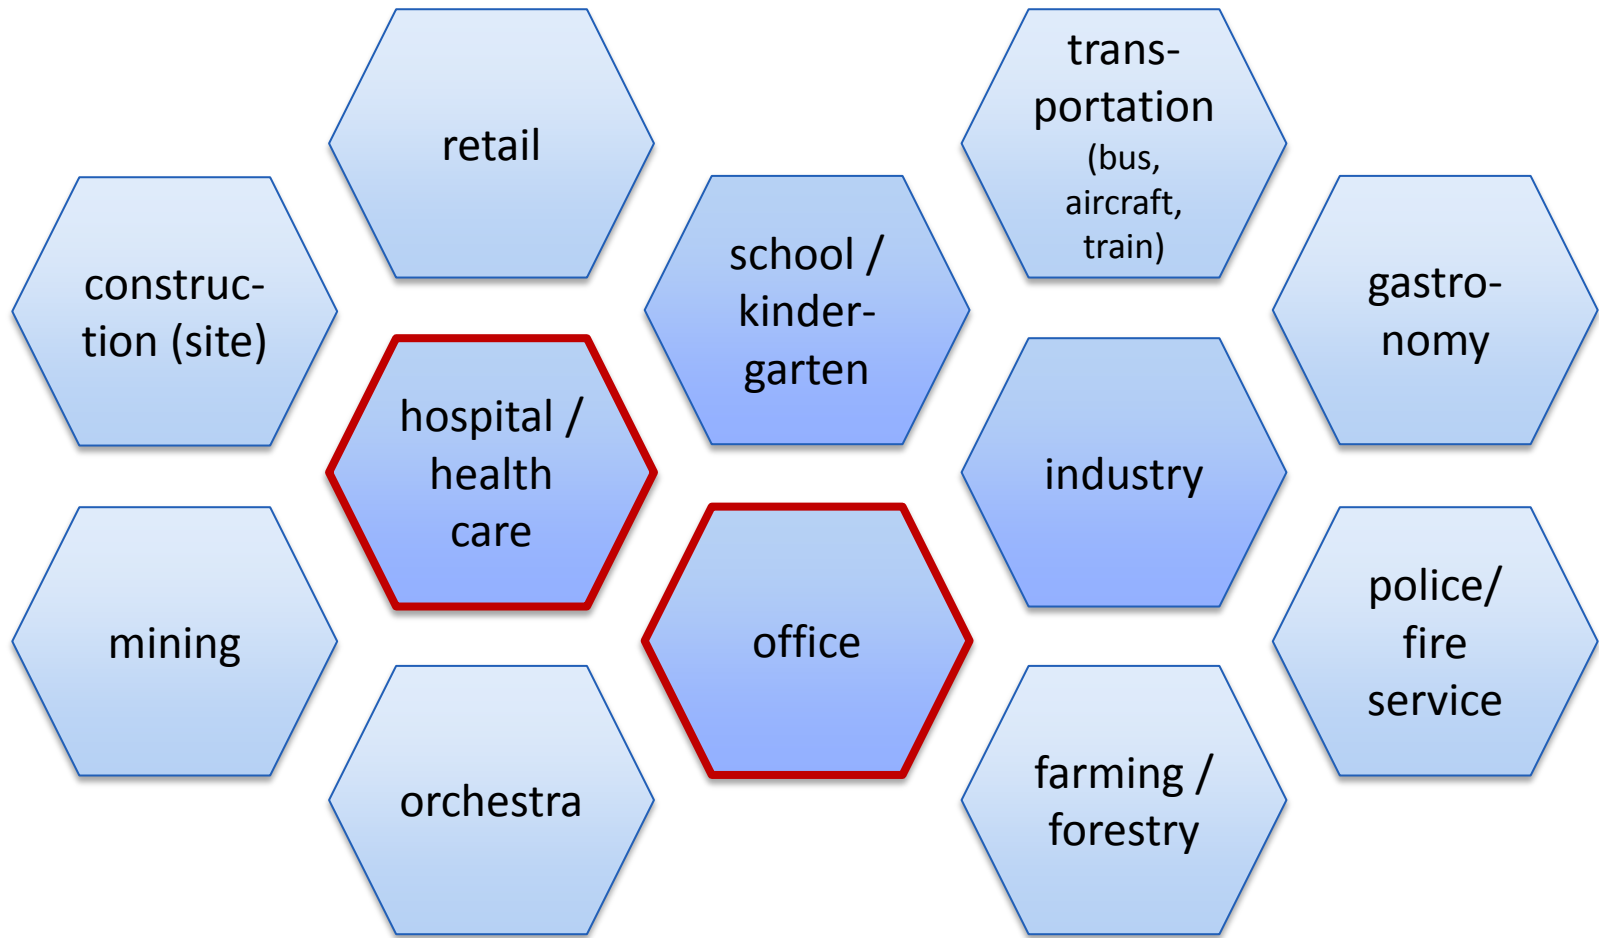 retail
trans-
portation
(bus,
aircraft,
train)
construc-
tion (site)
school /
kinder-
garten
gastro-
nomy
hospital /
health
care
industry
mining
office
police/
fire
service
orchestra
farming /
forestry